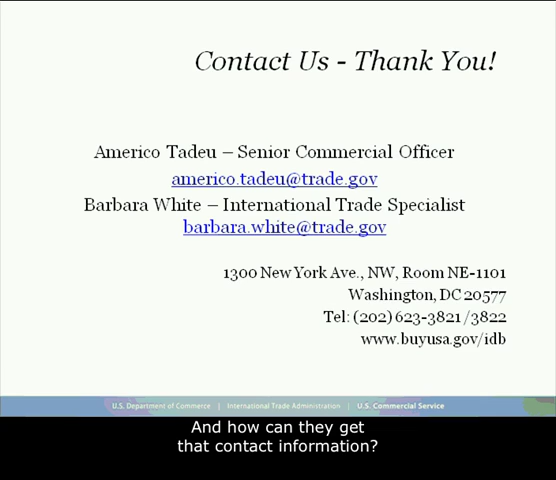 Contact Us - Thank You!
Americo Tadeu – Senior Commercial Officer
americo.tadeu@trade.gov
Barbara White – International Trade Specialist
barbara.white@trade.gov
1300 New York Ave., NW, Room NE-1101
Washington, DC 20577
Tel: (202) 623-3821 /3822
www.buyusa.gov/idb
U.S. Department of Commerce | International Trade Administration | U.S. Commercial Service
And how can they get
that contact information?